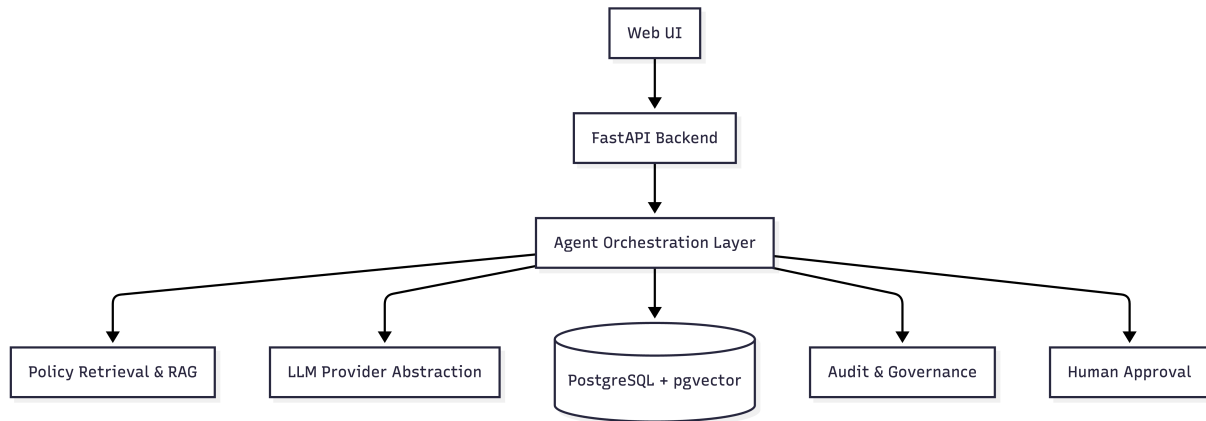 Web UI
FastAPI Backend
Agent Orchestration Layer
Policy Retrieval & RAG
LLM Provider Abstraction
PostgreSQL + pgvector
Audit & Governance
Human Approval